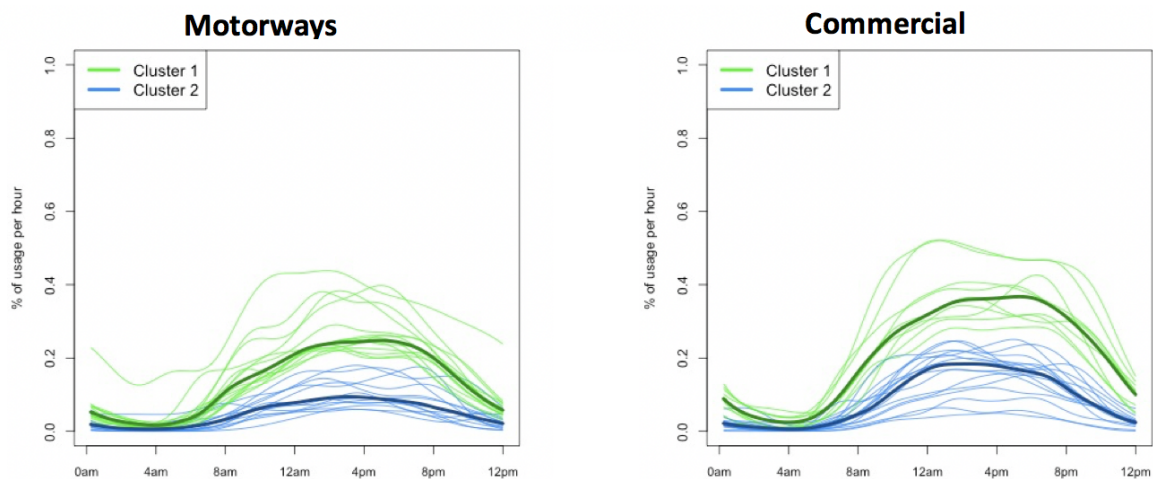 Motorways
Cluster 1
Cluster 2
% of usage per hour
1.0
0.8
0.6
0.4
0.2
0.0
0am 4am 8am 12am 4pm 8pm 12pm
Commercial
Cluster 1
Cluster 2
% of usage per hour
1.0
0.8
0.6
0.4
0.2
0.0
0am 4am 8am 12am 4pm 8pm 12pm